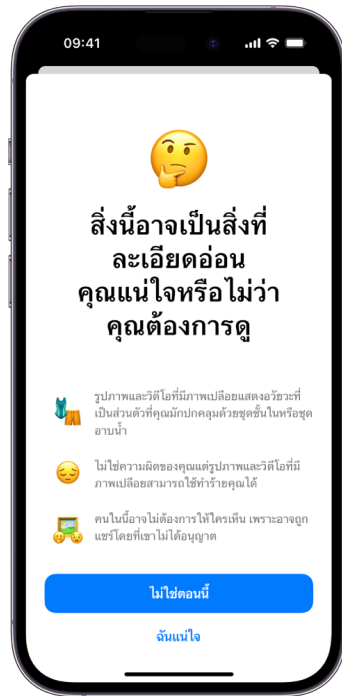 09:41
สิ่งนี้อาจเป็นสิ่งที่
ละเอียดอ่อน
คุณแน่ใจหรือไม่ว่า
คุณต้องการดู
รูปภาพและวิดีโอที่มีภาพเปลือยแสดงอวัยวะที่
เป็นส่วนตัวที่คุณมักปกคลุมด้วยชุดชั้นในหรือชุด
อาบน้ำ
ไม่ใช่ความผิดของคุณแต่รูปภาพและวิดีโอที่มี
ภาพเปลือยสามารถใช้ทำร้ายคุณได้
คนในนี้อาจไม่ต้องการให้ใครเห็น เพราะอาจถูก
แชร์โดยที่เขาไม่ได้อนุญาต
ไม่ใช่ตอนนี้
ฉันแน่ใจ